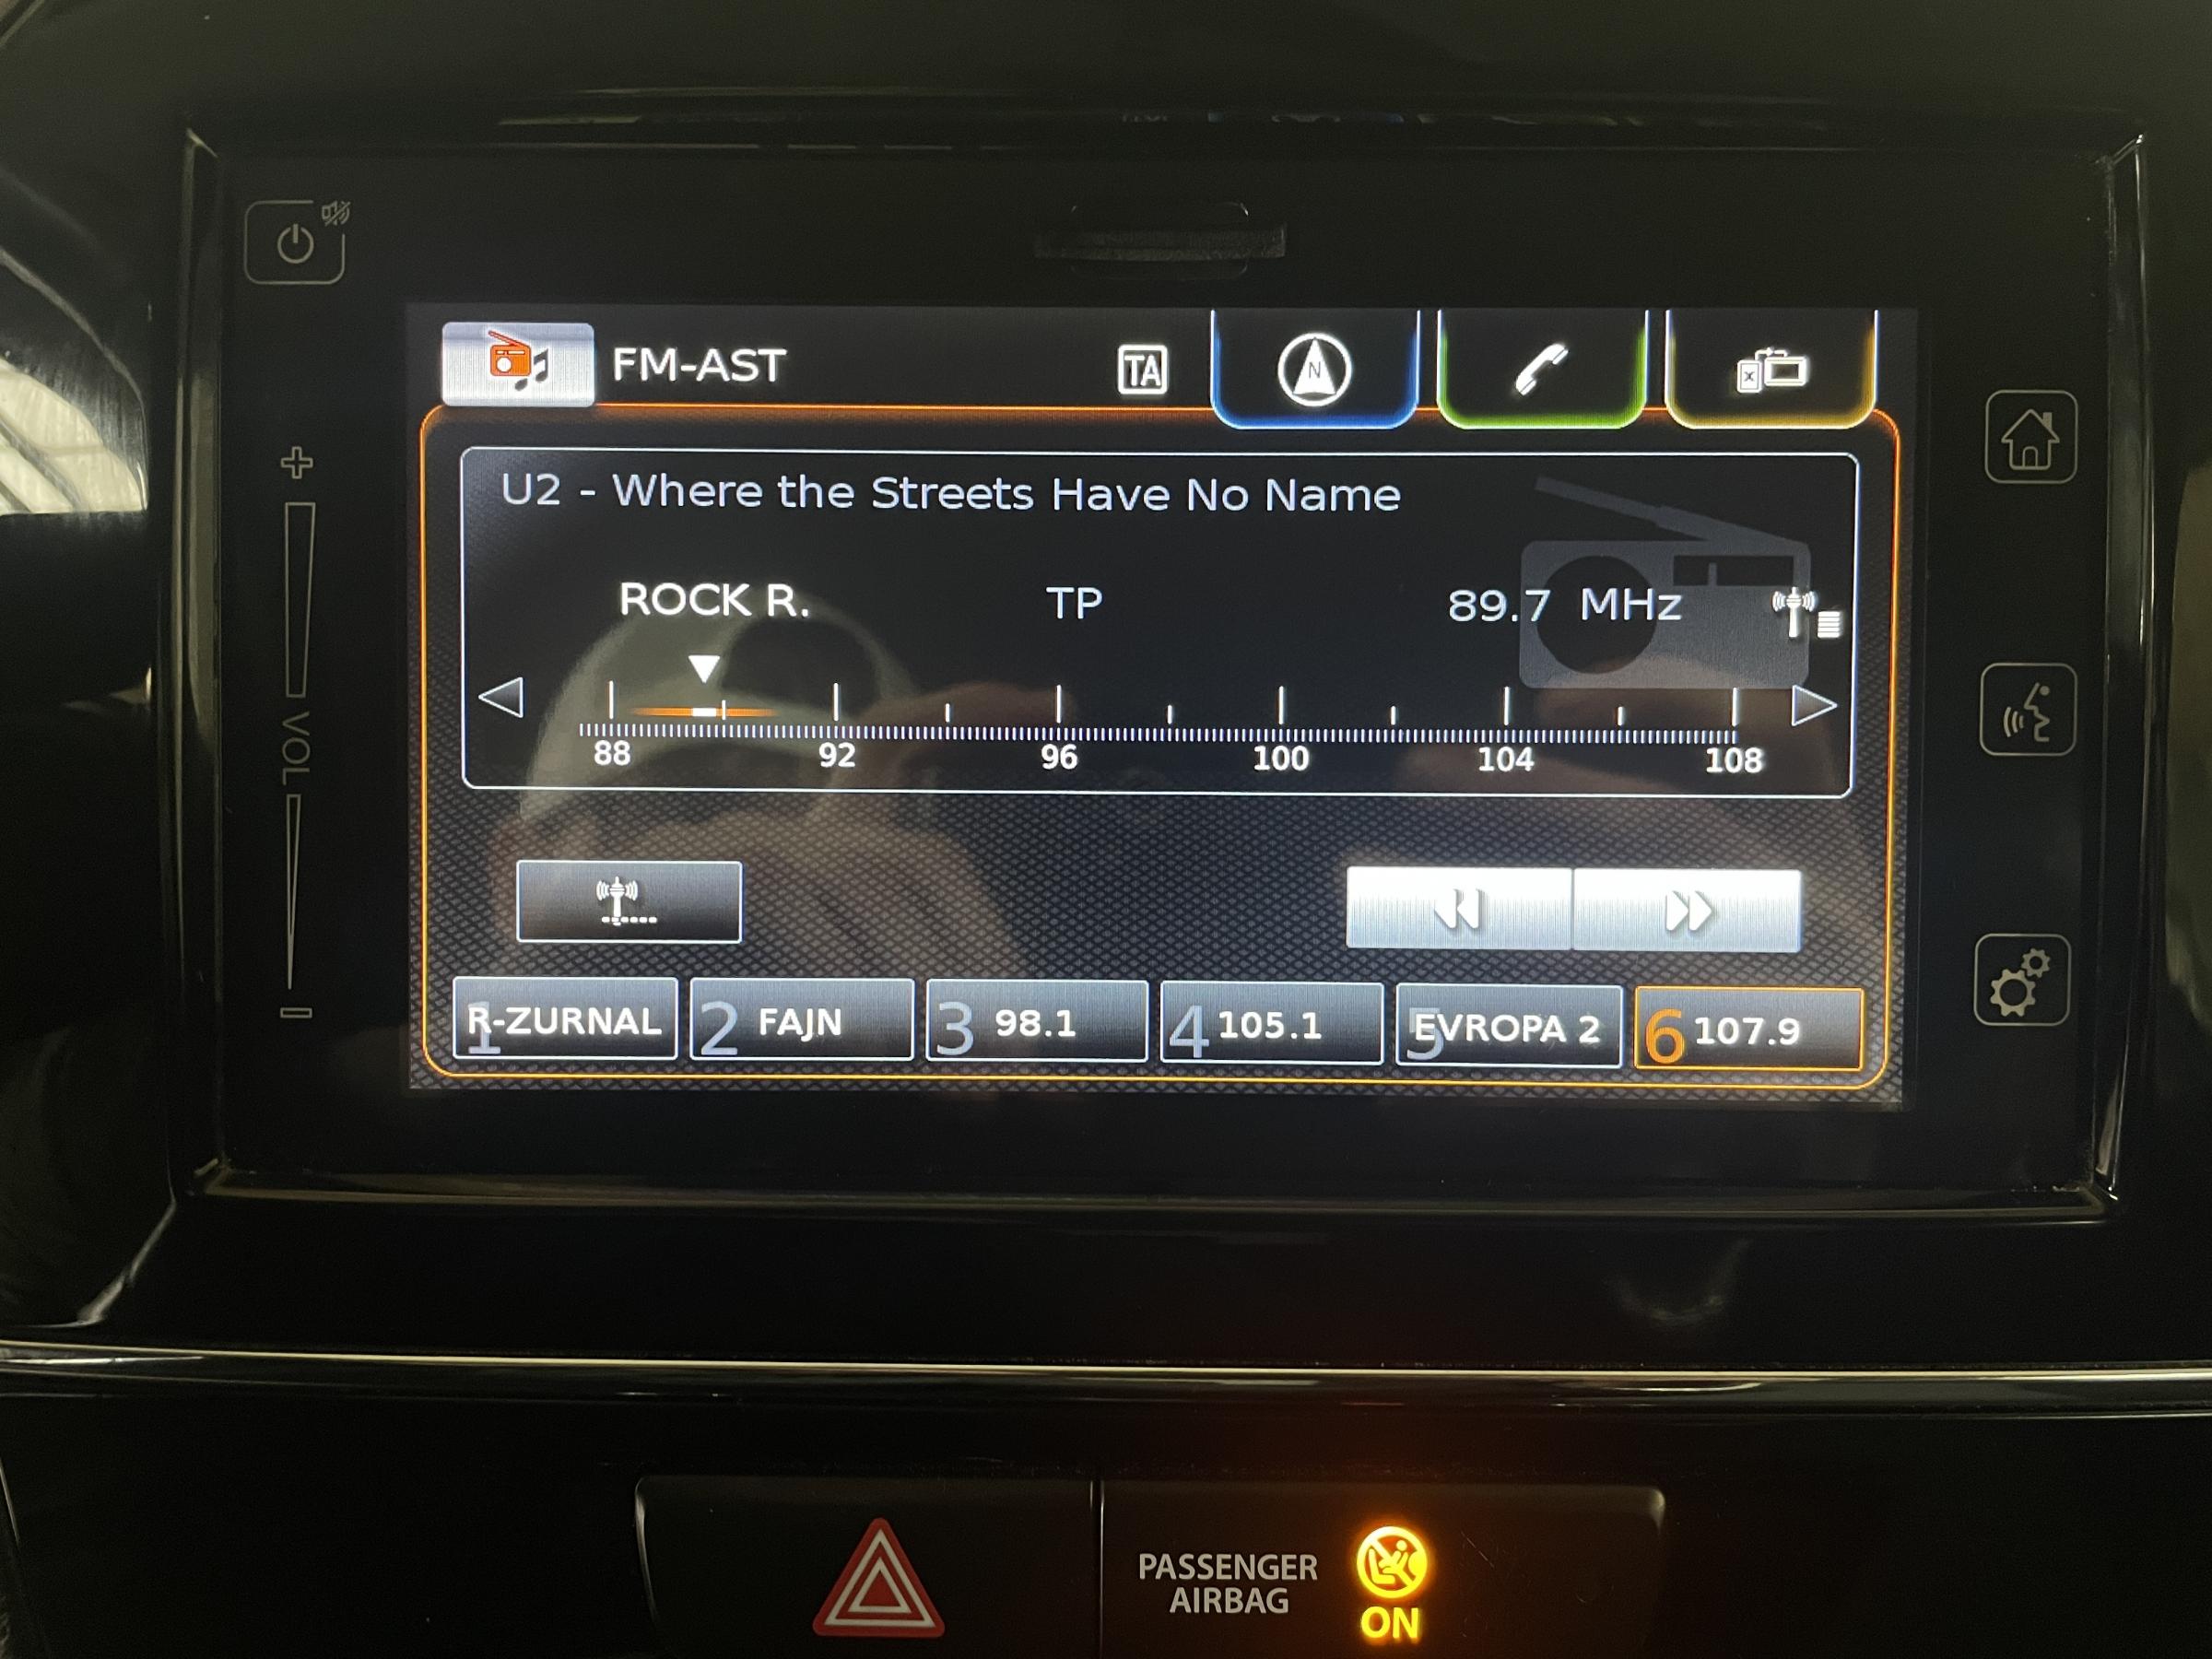 FM-AST TA N
U2 - Where the Streets Have No Name
ROCK R. TP 89.7 MHz
88 92 96 100 104 108
VOL
1 R-ZURNAL 2 FAJN 3 98.1 4 105.1 5 EVROPA 2 6 107.9
PASSENGER
AIRBAG
ON